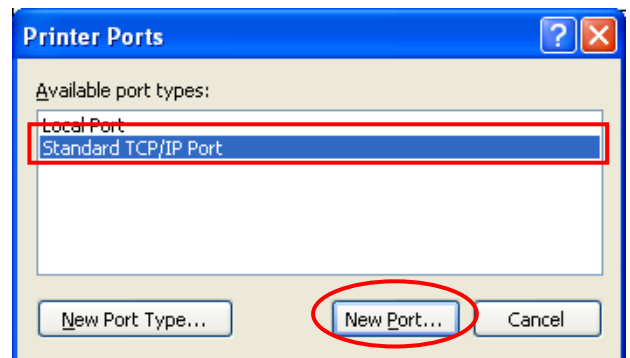 Printer Ports
Available port types:
Local Port
Standard TCP/IP Port
New Port Type... New Port... Cancel